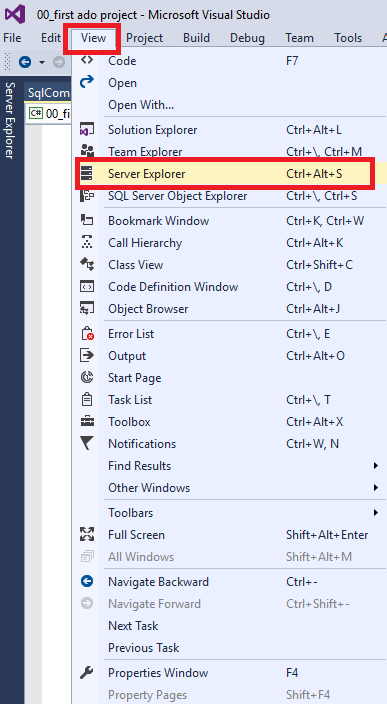 00_first ado project - Microsoft Visual Studio
File Edit View Project Build Debug Team Tools
Server Explorer
SqlCom
C# 00_fi
Code F7
Open
Open With...
Solution Explorer Ctrl+Alt+L
Team Explorer Ctrl+\, Ctrl+M
Server Explorer Ctrl+Alt+S
SQL Server Object Explorer Ctrl+\, Ctrl+S
Bookmark Window Ctrl+K, Ctrl+W
Call Hierarchy Ctrl+Alt+K
Class View Ctrl+Shift+C
Code Definition Window Ctrl+\, D
Object Browser Ctrl+Alt+J
Error List Ctrl+\, E
Output Ctrl+Alt+O
Start Page
Task List Ctrl+\, T
Toolbox Ctrl+Alt+X
Notifications Ctrl+W, N
Find Results
Other Windows
Toolbars
Full Screen Shift+Alt+Enter
All Windows Shift+Alt+M
Navigate Backward Ctrl+-
Navigate Forward Ctrl+Shift+-
Next Task
Previous Task
Properties Window F4
Property Pages Shift+F4